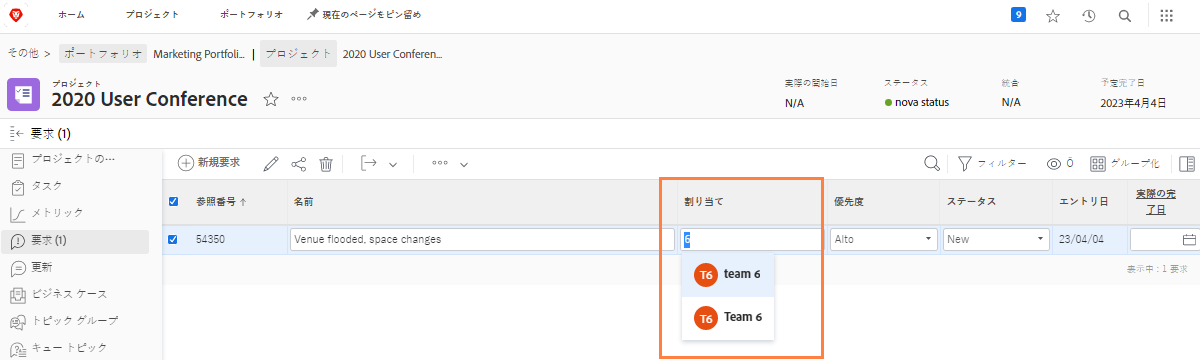 ホーム プロジェクト ポートフォリオ 現在のページをピン留め 9
その他 > ポートフォリオ Marketing Portfoli... | プロジェクト 2020 User Conferen...
プロジェクト
2020 User Conference
実際の開始日 ステータス 統合 予定完了日
N/A nova status N/A 2023年4月4日
要求 (1)
プロジェクトの…
タスク
メトリック
要求 (1)
更新
ビジネス ケース
トピック グループ
キュー トピック
新規要求 フィルター 0 グループ化
参照番号 ↑ 名前 割り当て 優先度 ステータス エントリ日 実際の完
了日
54350 Venue flooded, space changes 6 Alto New 23/04/04
T6 team 6
T6 Team 6
表示中 : 1 要求